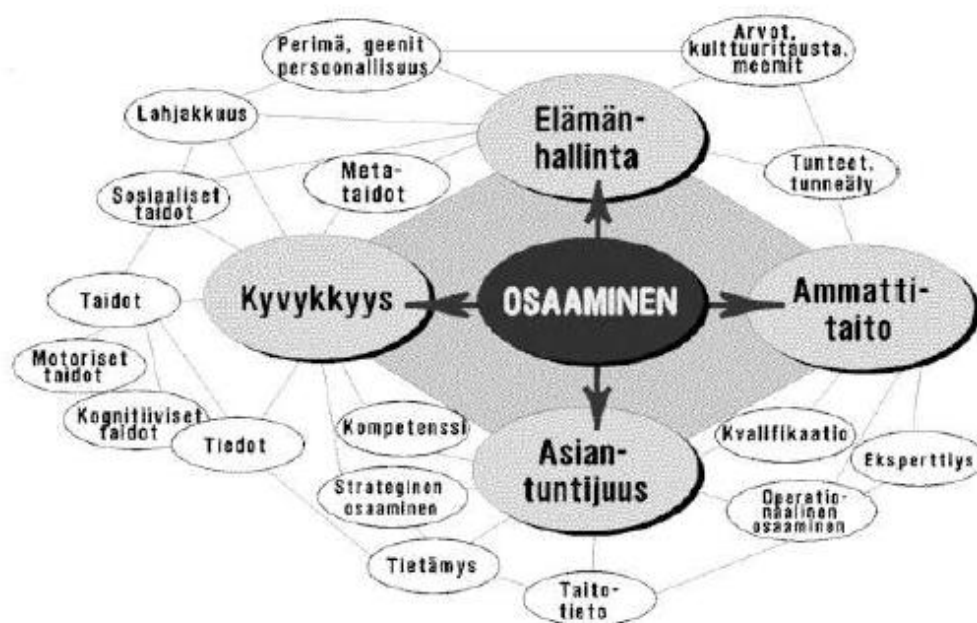 Perimä, geenit
persoonallisuus
Arvot,
kulttuuritausta,
meemit
Lahjakkuus
Elämän-
hallinta
Meta-
taidot
Tunteet,
tunneäly
Sosiaaliset
taidot
Taidot
Kyvykkyys
OSAAMINEN
Ammatti-
taito
Motoriset
taidot
Kognitiiviset
taidot
Tiedot
Kompetenssi
Asian-
tuntijuus
Kvalifikaatio
Eksperttiys
Strateginen
osaaminen
Operatio-
naalinen
osaaminen
Tietämys
Taito-
tieto